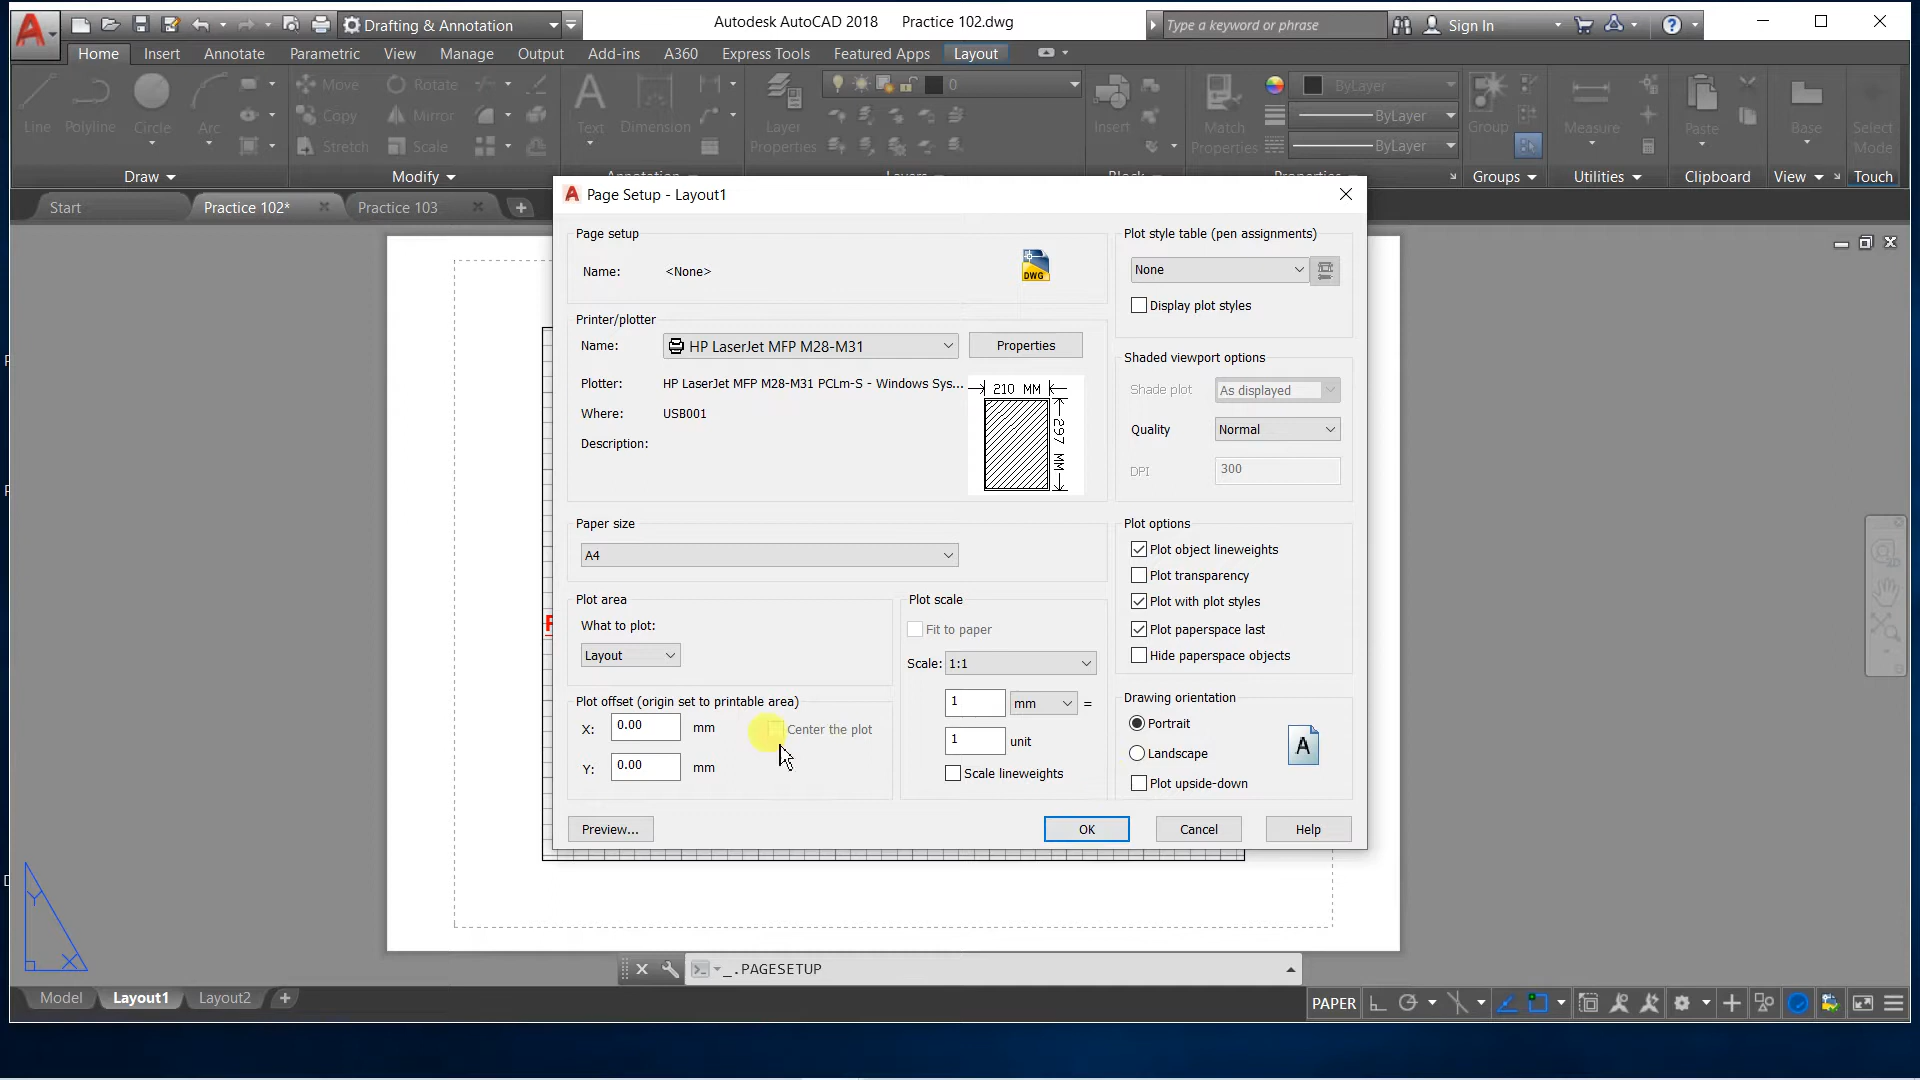 Drafting & Annotation
Autodesk AutoCAD 2018 Practice 102.dwg
Type a keyword or phrase
Sign In
Home Insert Annotate Parametric View Manage Output Add-ins A360 Express Tools Featured Apps Layout
Line Polyline Circle Arc
Move Rotate
Copy Mirror
Stretch Scale
Text Dimension
Layer Properties
0
Insert
Match Properties
ByLayer
ByLayer
ByLayer
Group Measure Paste Base Select Mode
Draw Modify Groups Utilities Clipboard View Touch
Start Practice 102* Practice 103
Page Setup - Layout1
Page setup
Name: <None>
DWG
Printer/plotter
Name: HP LaserJet MFP M28-M31 Properties
Plotter: HP LaserJet MFP M28-M31 PCLm-S - Windows Sys...
Where: USB001
Description:
210 MM
297 MM
Paper size
A4
Plot area
What to plot:
Layout
Plot offset (origin set to printable area)
X: 0.00 mm Center the plot
Y: 0.00 mm
Plot scale
Fit to paper
Scale: 1:1
1 mm =
1 unit
Scale lineweights
Plot style table (pen assignments)
None
Display plot styles
Shaded viewport options
Shade plot As displayed
Quality Normal
DPI 300
Plot options
Plot object lineweights
Plot transparency
Plot with plot styles
Plot paperspace last
Hide paperspace objects
Drawing orientation
Portrait
Landscape
A
Plot upside-down
Preview... OK Cancel Help
Y
X
_.PAGESETUP
Model Layout1 Layout2
PAPER